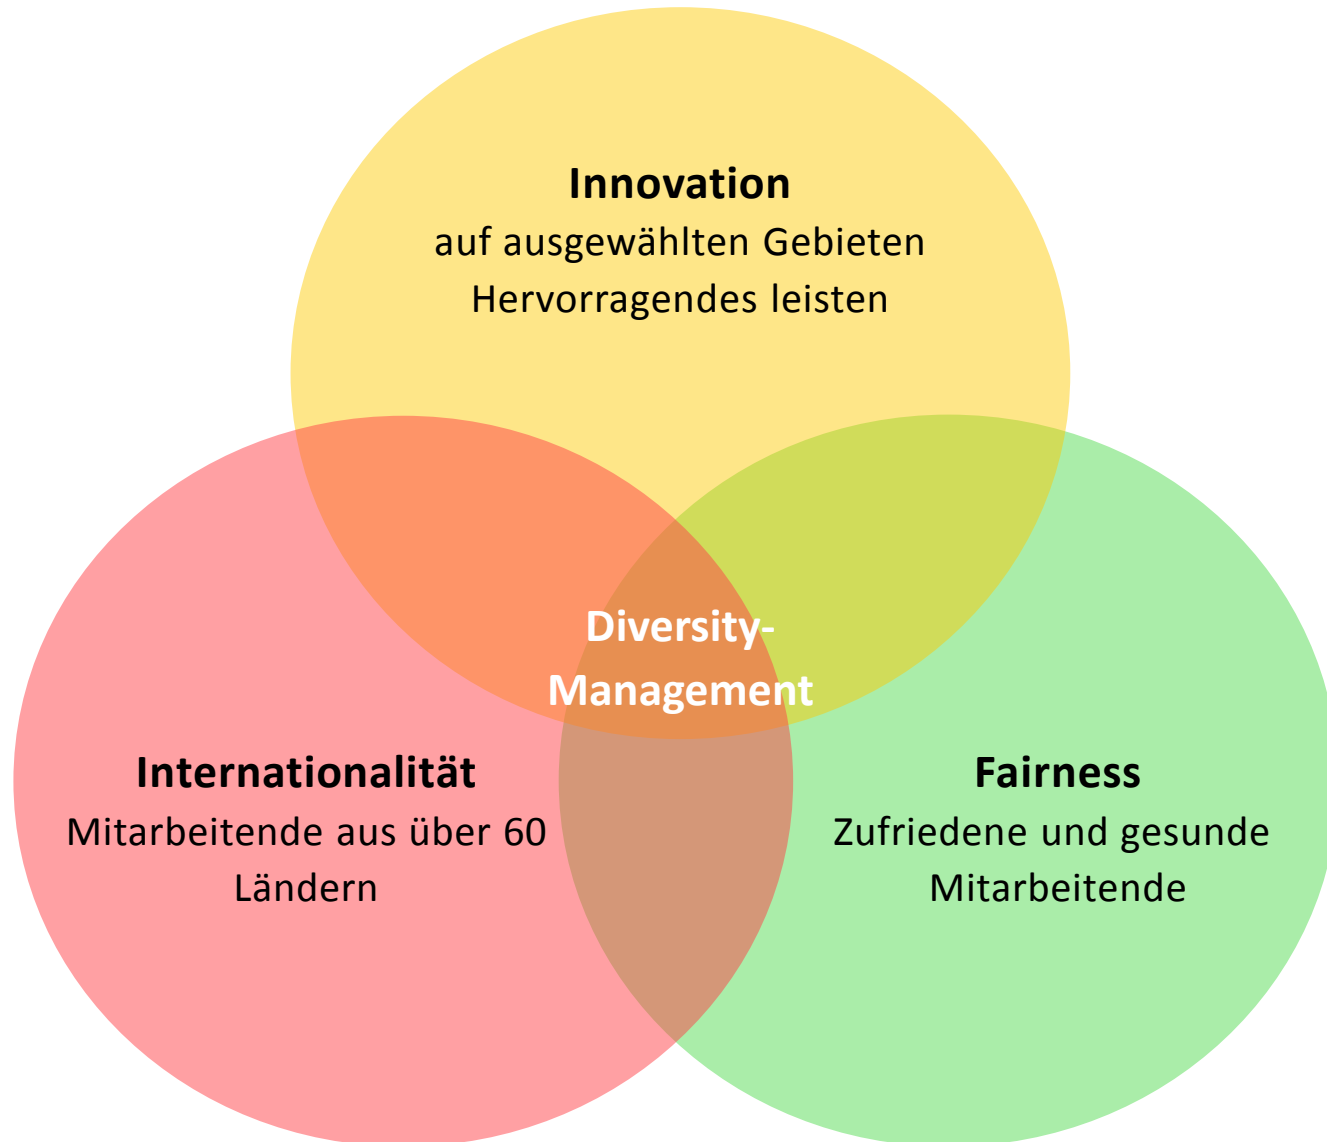 Innovation
auf ausgewählten Gebieten
Hervorragendes leisten
Diversity-
Management
Internationalität
Mitarbeitende aus über 60
Ländern
Fairness
Zufriedene und gesunde
Mitarbeitende